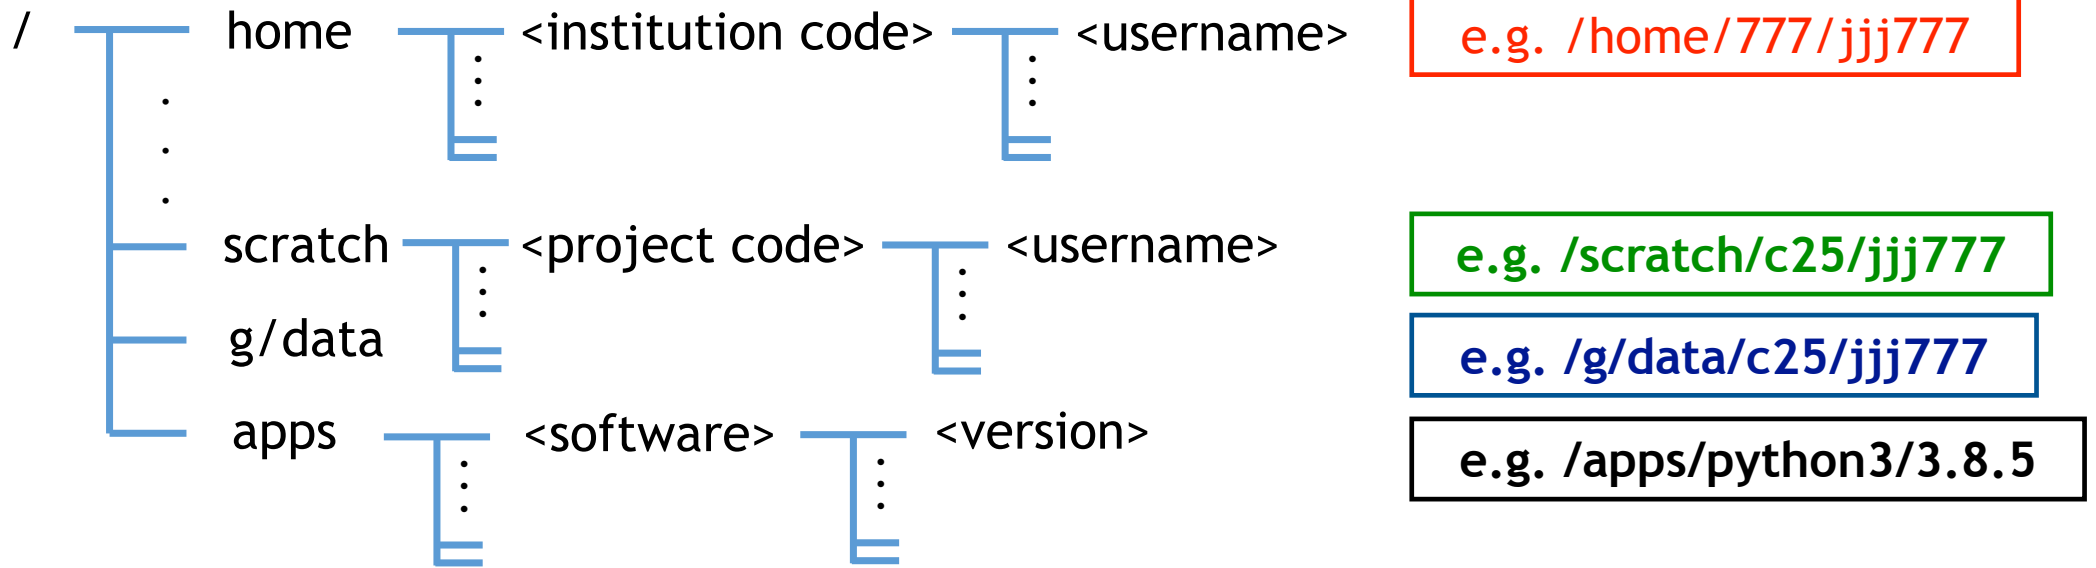 / home <institution code> <username> e.g. /home/777/jjj777
scratch <project code> <username> e.g. /scratch/c25/jjj777
g/data e.g. /g/data/c25/jjj777
apps <software> <version> e.g. /apps/python3/3.8.5